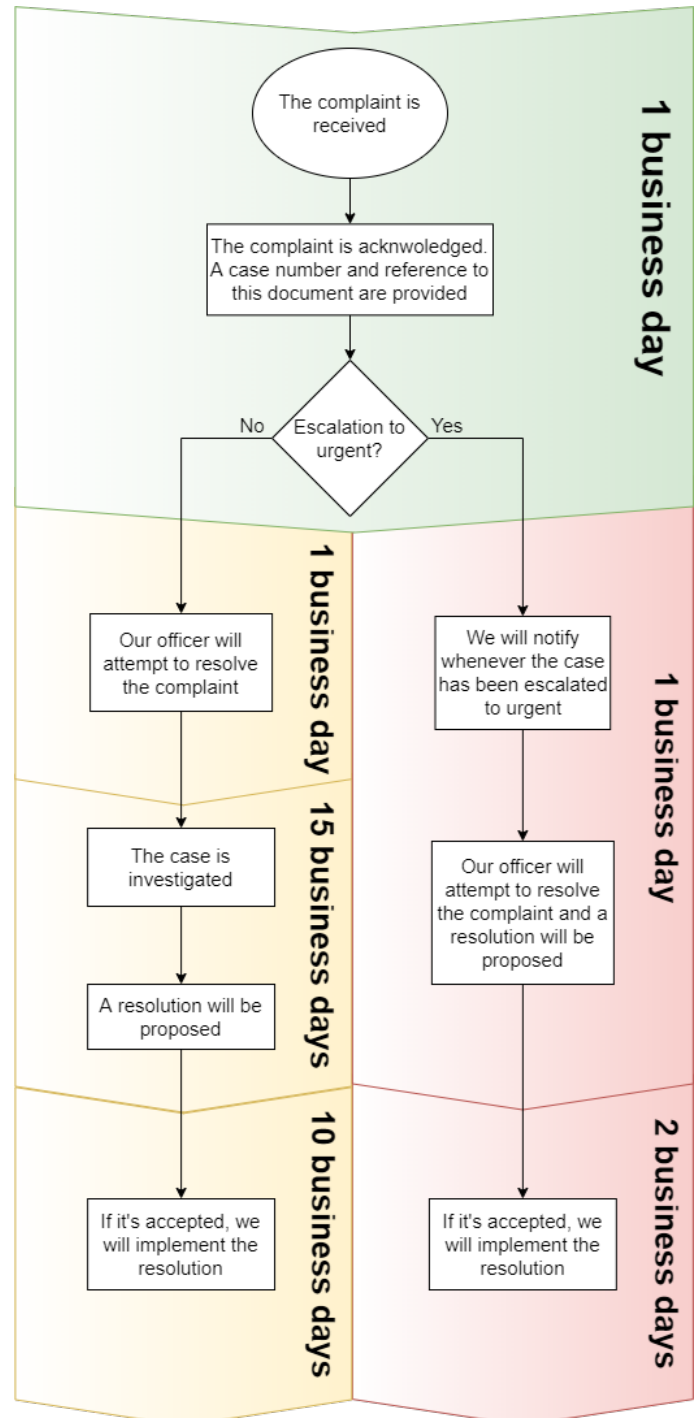 The complaint is
received
1 business day
The complaint is acknwoledged.
A case number and reference to
this document are provided
Escalation to
urgent?
No
Yes
1 business day
Our officer will
attempt to resolve
the complaint
15 business days
The case is
investigated
A resolution will be
proposed
10 business days
If it's accepted, we
will implement the
resolution
1 business day
We will notify
whenever the case
has been escalated
to urgent
Our officer will
attempt to resolve
the complaint and a
resolution will be
proposed
2 business days
If it's accepted, we
will implement the
resolution